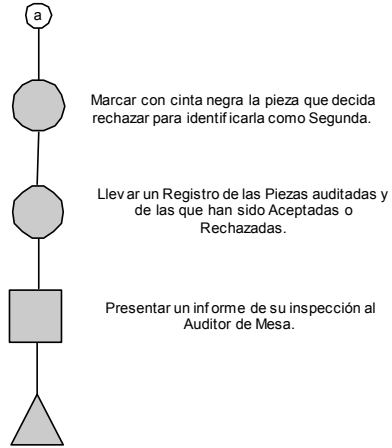 a
Marcar con cinta negra la pieza que decida
rechazar para identificarla como Segunda.
Llevar un Registro de las Piezas auditadas y
de las que han sido Aceptadas o
Rechazadas.
Presentar un informe de su inspección al
Auditor de Mesa.